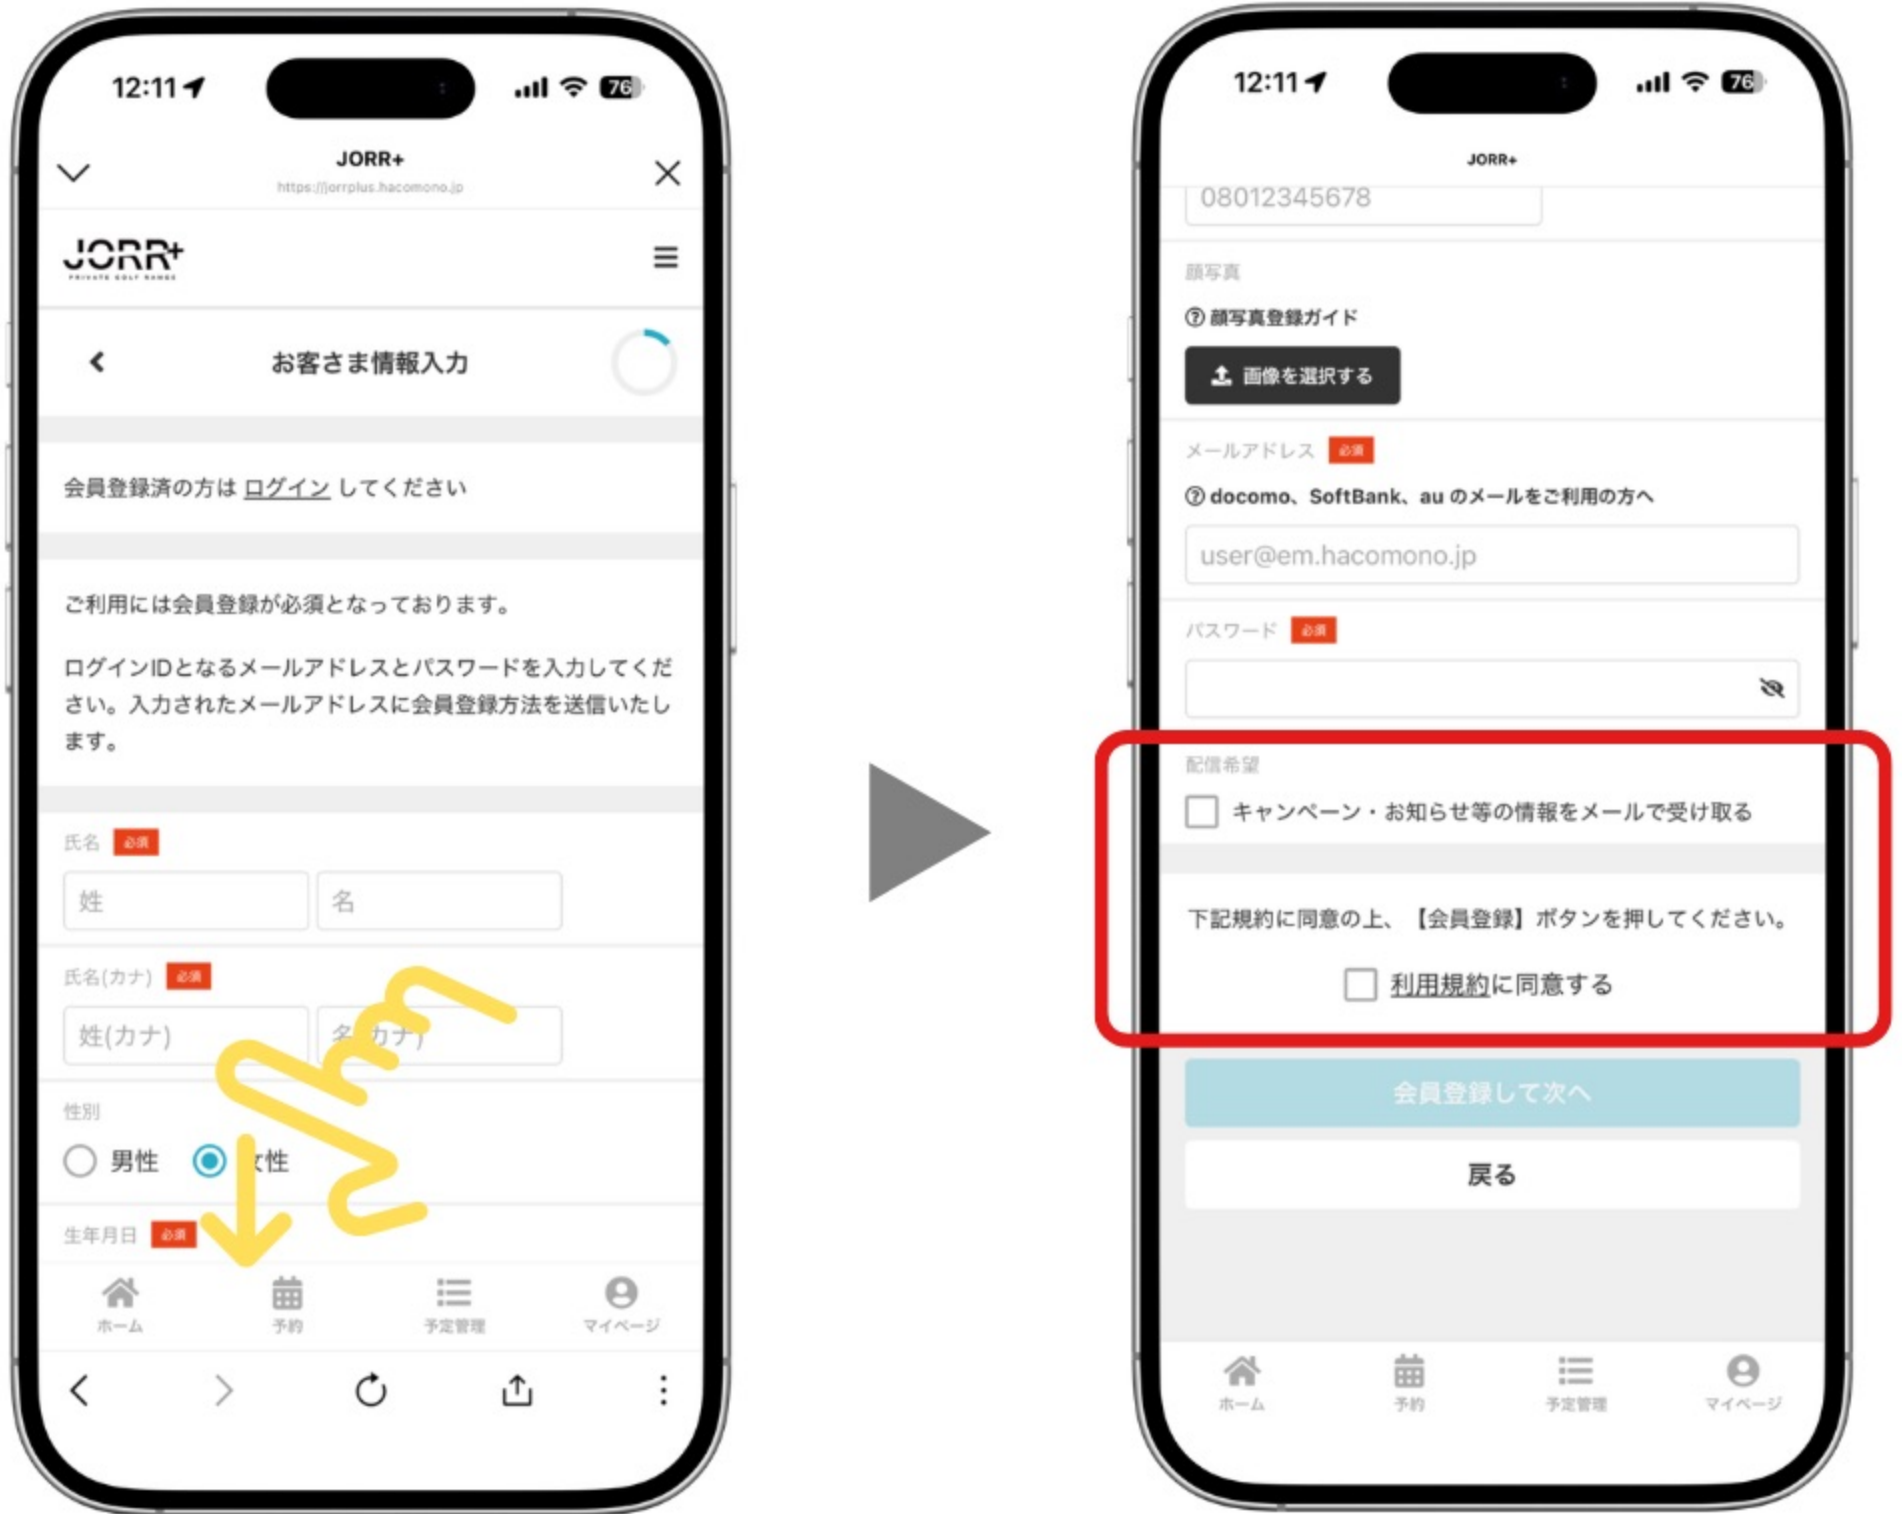 12:11
76
JORR+
https://jorrplus.hacomono.jp
JORR+
PRIVATE GOLF RANGE
お客さま情報入力
会員登録済の方は ログイン してください
ご利用には会員登録が必須となっております。
ログインIDとなるメールアドレスとパスワードを入力してくだ
さい。入力されたメールアドレスに会員登録方法を送信いたし
ます。
氏名 必須
姓 名
氏名(カナ) 必須
姓(カナ) 名(カナ)
性別
男性 女性
生年月日 必須
ホーム 予約 予定管理 マイページ
12:11
76
JORR+
08012345678
顔写真
顔写真登録ガイド
画像を選択する
メールアドレス 必須
docomo、SoftBank、au のメールをご利用の方へ
user@em.hacomono.jp
パスワード 必須
配信希望
キャンペーン・お知らせ等の情報をメールで受け取る
下記規約に同意の上、【会員登録】ボタンを押してください。
利用規約に同意する
会員登録して次へ
戻る
ホーム 予約 予定管理 マイページ